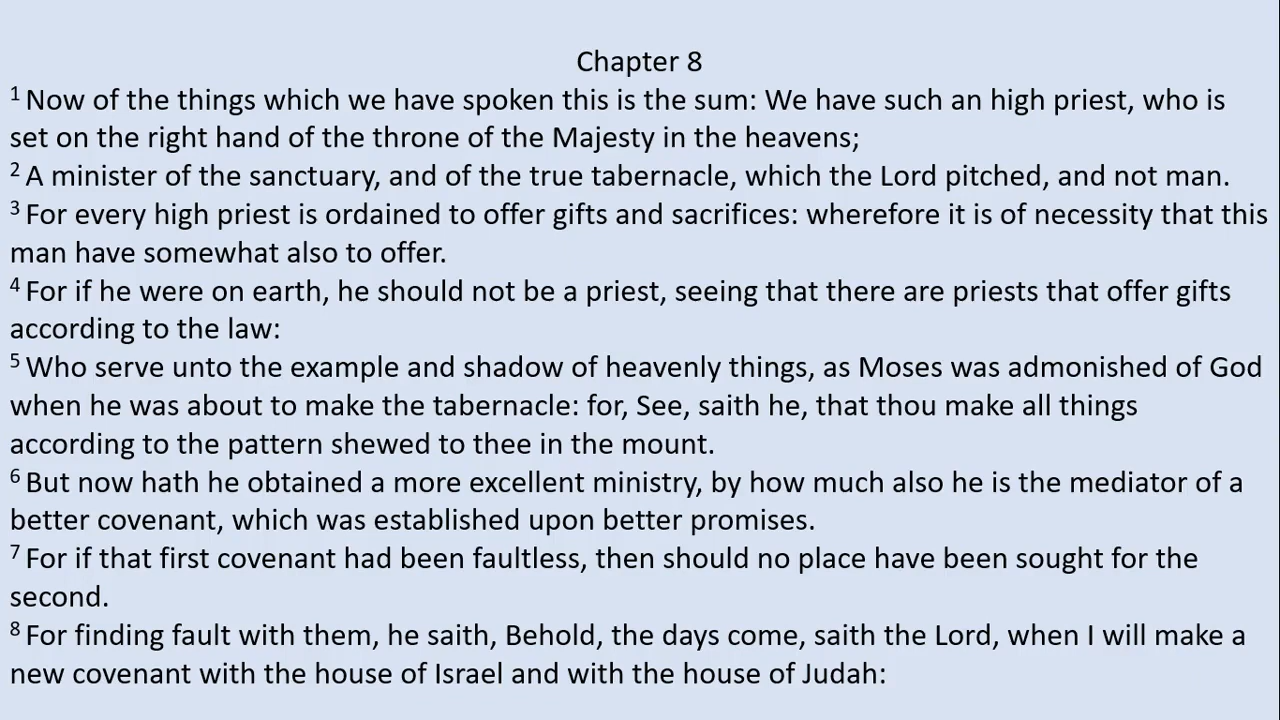 Chapter 8
1 Now of the things which we have spoken this is the sum: We have such an high priest, who is
set on the right hand of the throne of the Majesty in the heavens;
2 A minister of the sanctuary, and of the true tabernacle, which the Lord pitched, and not man.
3 For every high priest is ordained to offer gifts and sacrifices: wherefore it is of necessity that this
man have somewhat also to offer.
4 For if he were on earth, he should not be a priest, seeing that there are priests that offer gifts
according to the law:
5 Who serve unto the example and shadow of heavenly things, as Moses was admonished of God
when he was about to make the tabernacle: for, See, saith he, that thou make all things
according to the pattern shewed to thee in the mount.
6 But now hath he obtained a more excellent ministry, by how much also he is the mediator of a
better covenant, which was established upon better promises.
7 For if that first covenant had been faultless, then should no place have been sought for the
second.
8 For finding fault with them, he saith, Behold, the days come, saith the Lord, when I will make a
new covenant with the house of Israel and with the house of Judah: